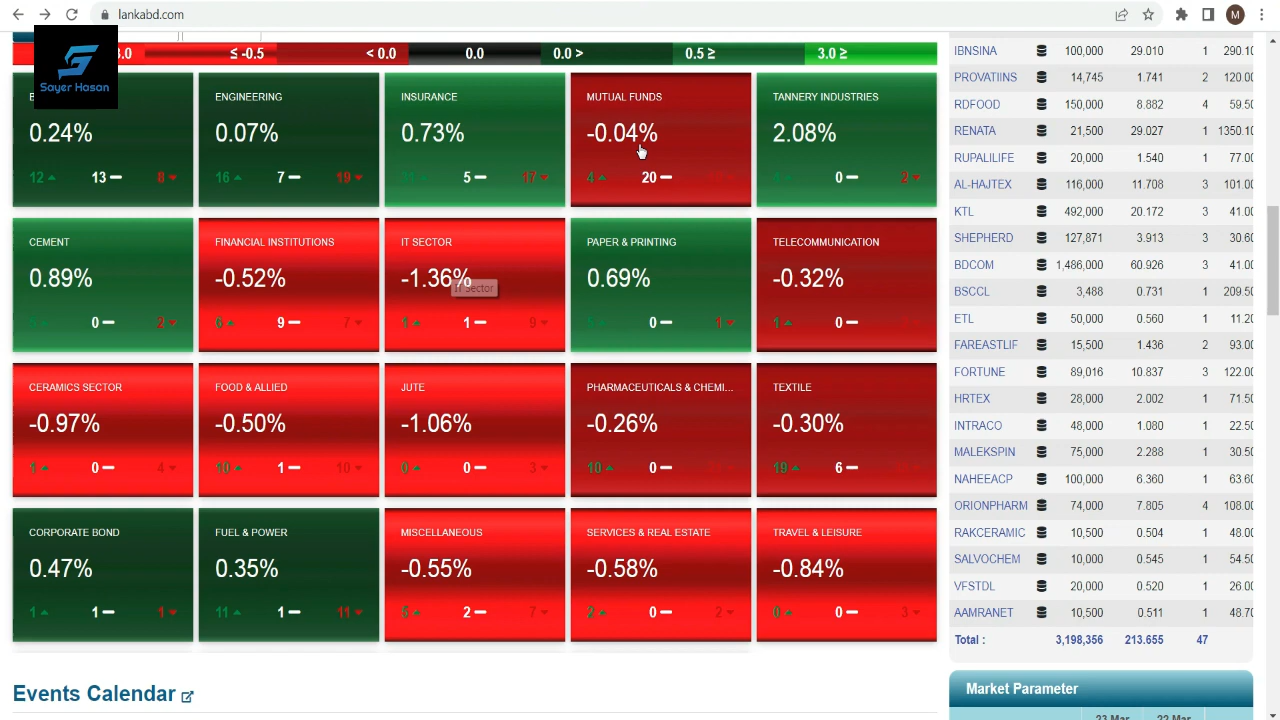 lankabd.com
M
Sayer Hasan
3.0 ≤ -0.5 < 0.0 0.0 0.0 > 0.5 ≥ 3.0 ≥
ENGINEERING INSURANCE MUTUAL FUNDS TANNERY INDUSTRIES
0.24% 0.07% 0.73% -0.04% 2.08%
12 13 8 16 7 19 5 17 4 20 0 2
CEMENT FINANCIAL INSTITUTIONS IT SECTOR PAPER & PRINTING TELECOMMUNICATION
0.89% -0.52% -1.36% 0.69% -0.32%
IT Sector
0 2 6 9 7 1 1 9 0 1 1 0
CERAMICS SECTOR FOOD & ALLIED JUTE PHARMACEUTICALS & CHEMI... TEXTILE
-0.97% -0.50% -1.06% -0.26% -0.30%
1 0 4 10 1 10 0 0 3 10 0 19 6
CORPORATE BOND FUEL & POWER MISCELLANEOUS SERVICES & REAL ESTATE TRAVEL & LEISURE
0.47% 0.35% -0.55% -0.58% -0.84%
1 1 1 11 1 11 5 2 7 2 0 2 0 0 3
Events Calendar
IBNSINA 100,000 29.010 1 290.10
PROVATIINS 14,745 1.741 2 120.00
RDFOOD 150,000 8.882 4 59.50
RENATA 21,500 29.027 1 1350.10
RUPALILIFE 20,000 1.540 1 77.00
AL-HAJTEX 116,000 11.708 3 101.00
KTL 492,000 20.172 3 41.00
SHEPHERD 127,871 3.796 3 30.60
BDCOM 1,486,000 60.926 3 41.00
BSCCL 3,488 0.731 1 209.50
ETL 50,000 0.510 1 10.20
FAREASTLIF 15,500 1.436 2 93.00
FORTUNE 89,016 10.837 3 122.00
HRTEX 28,000 2.002 1 71.50
INTRACO 48,000 1.080 1 22.50
MALEKSPIN 75,000 2.288 1 30.50
NAHEEACP 100,000 6.360 1 63.60
ORIONPHARM 74,000 7.805 4 108.00
RAKCERAMIC 10,500 0.504 1 48.00
SALVOCHEM 10,000 0.545 1 54.50
VFSTDL 20,000 0.520 1 26.00
AAMRANET 10,500 0.511 1 48.70
Total : 3,198,356 213.655 47
Market Parameter
23 Mar 22 Mar